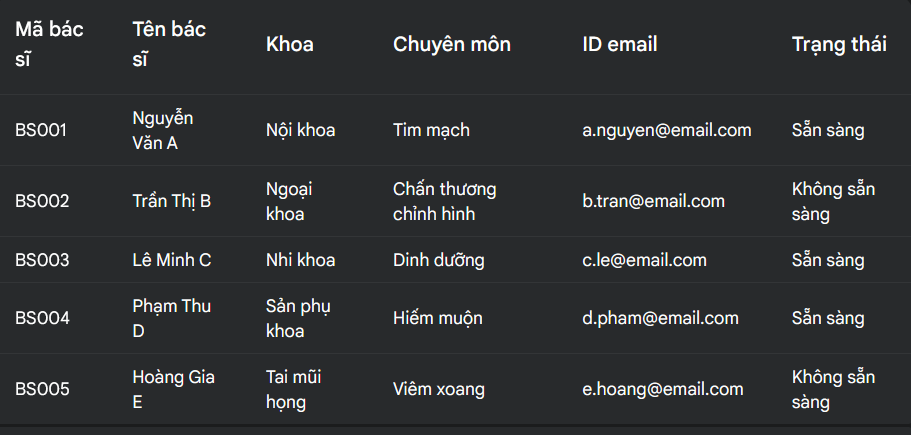 Mã bác sĩ Tên bác sĩ Khoa Chuyên môn ID email Trạng thái
BS001 Nguyễn Văn A Nội khoa Tim mạch a.nguyen@email.com Sẵn sàng
BS002 Trần Thị B Ngoại khoa Chấn thương chỉnh hình b.tran@email.com Không sẵn sàng
BS003 Lê Minh C Nhi khoa Dinh dưỡng c.le@email.com Sẵn sàng
BS004 Phạm Thu D Sản phụ khoa Hiếm muộn d.pham@email.com Sẵn sàng
BS005 Hoàng Gia E Tai mũi họng Viêm xoang e.hoang@email.com Không sẵn sàng